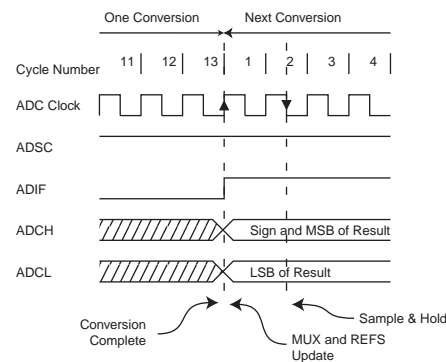 One Conversion
Next Conversion
Cycle Number
11
12
13
1
2
3
4
ADC Clock
ADSC
ADIF
ADCH
Sign and MSB of Result
ADCL
LSB of Result
Sample & Hold
Conversion
Complete
MUX and REFS
Update